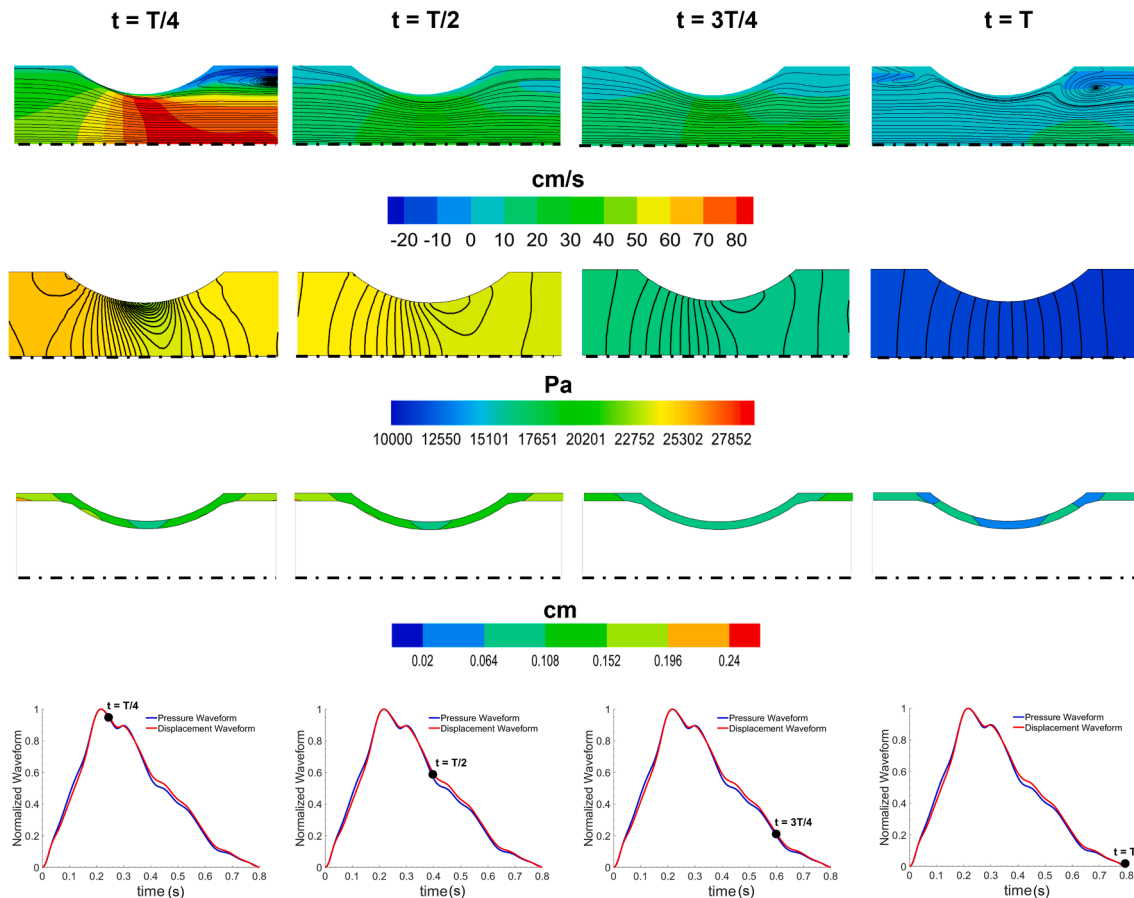 t = T/4 t = T/2 t = 3T/4 t = T
cm/s
-20 -10 0 10 20 30 40 50 60 70 80
Pa
10000 12550 15101 17651 20201 22752 25302 27852
cm
0.02 0.064 0.108 0.152 0.196 0.24
Normalized Waveform
1
0.8
0.6
0.4
0.2
0
t = T/4
Pressure Waveform
Displacement Waveform
0 0.1 0.2 0.3 0.4 0.5 0.6 0.7 0.8
time(s)
Normalized Waveform
1
0.8
0.6
0.4
0.2
0
Pressure Waveform
Displacement Waveform
t = T/2
0 0.1 0.2 0.3 0.4 0.5 0.6 0.7 0.8
time(s)
Normalized Waveform
1
0.8
0.6
0.4
0.2
0
Pressure Waveform
Displacement Waveform
t = 3T/4
0 0.1 0.2 0.3 0.4 0.5 0.6 0.7 0.8
time(s)
Normalized Waveform
1
0.8
0.6
0.4
0.2
0
Pressure Waveform
Displacement Waveform
t = T
0 0.1 0.2 0.3 0.4 0.5 0.6 0.7 0.8
time(s)